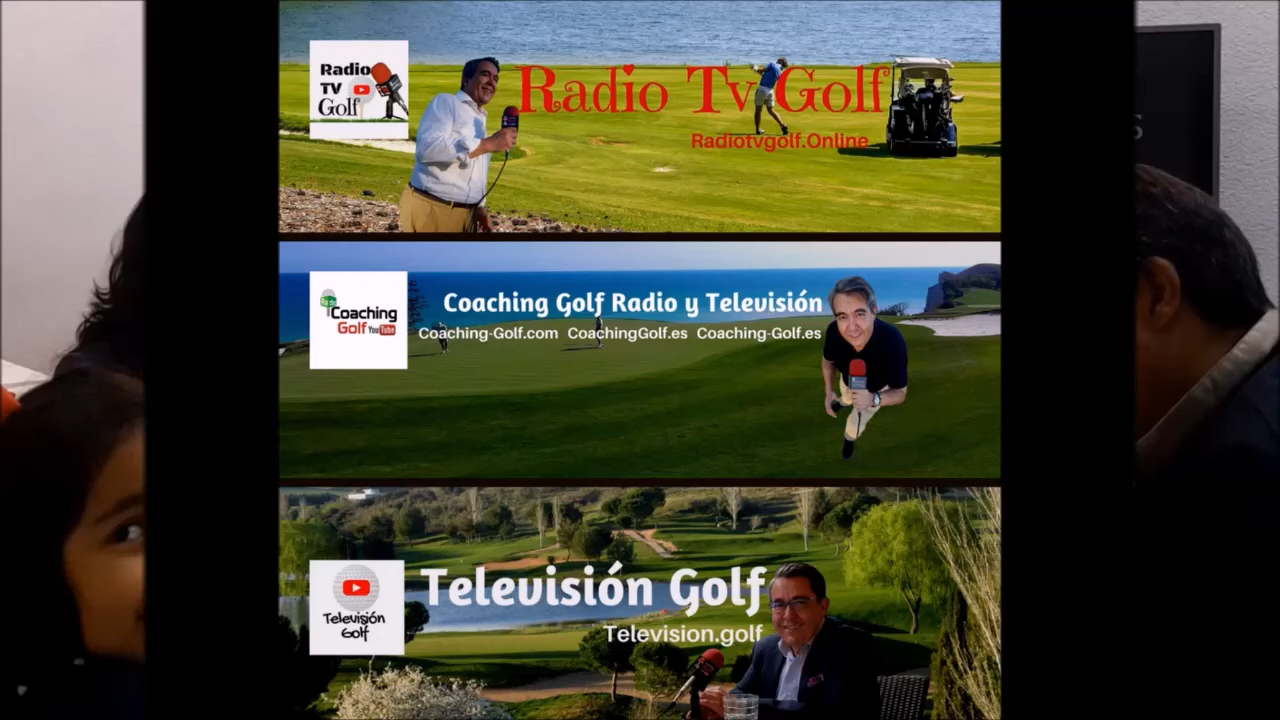 Radio
TV
Golf
Radio Tv Golf
Radiotvgolf.Online
Coaching
Golf YouTube
Coaching Golf Radio y Televisión
Coaching-Golf.com CoachingGolf.es Coaching-Golf.es
Televisión
Golf
Televisión Golf
Television.golf